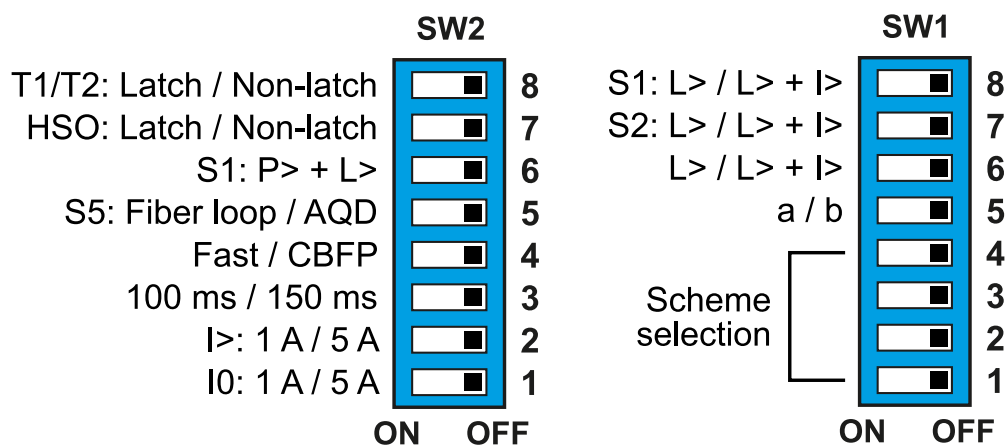 SW2
T1/T2: Latch / Non-latch 8
HSO: Latch / Non-latch 7
S1: P> + L> 6
S5: Fiber loop / AQD 5
Fast / CBFP 4
100 ms / 150 ms 3
I>: 1 A / 5 A 2
I0: 1 A / 5 A 1
ON OFF
SW1
S1: L> / L> + I> 8
S2: L> / L> + I> 7
L> / L> + I> 6
a / b 5
4
Scheme 3
selection 2
1
ON OFF